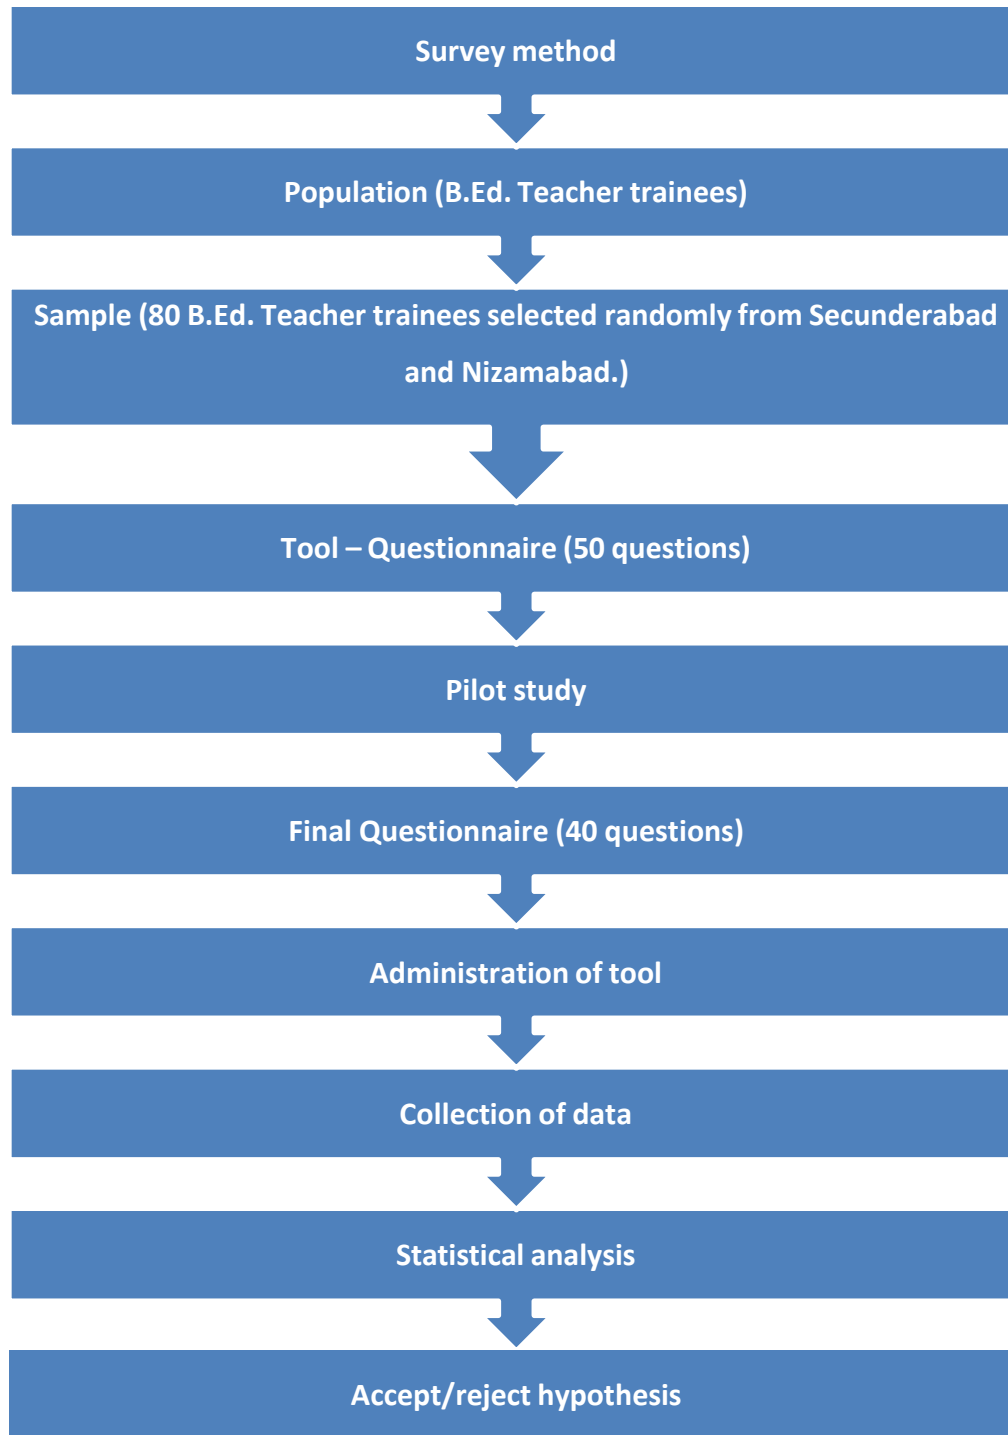 Survey method
Population (B.Ed. Teacher trainees)
Sample (80 B.Ed. Teacher trainees selected randomly from Secunderabad
and Nizamabad.)
Tool – Questionnaire (50 questions)
Pilot study
Final Questionnaire (40 questions)
Administration of tool
Collection of data
Statistical analysis
Accept/reject hypothesis